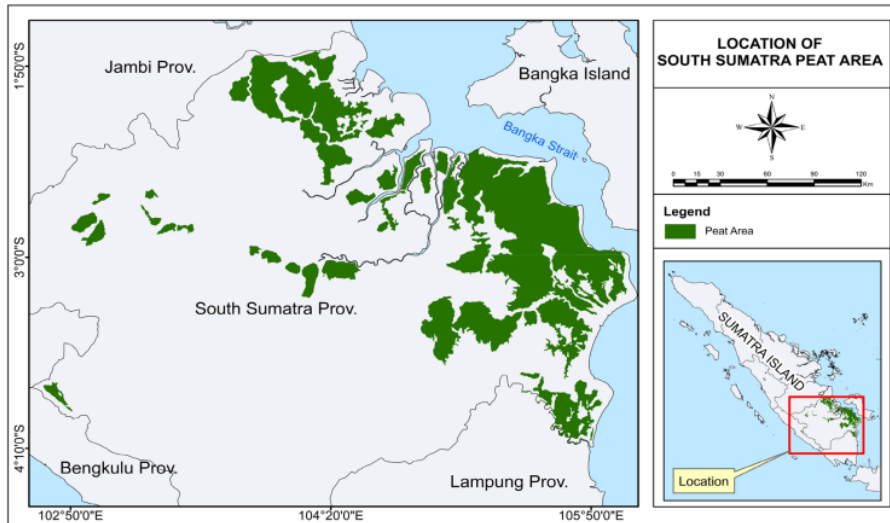 Jambi Prov.
Bangka Island
Bangka Strait
South Sumatra Prov.
Bengkulu Prov.
Lampung Prov.
1°50'0"S
3°0'0"S
4°10'0"S
102°50'0"E
104°20'0"E
105°50'0"E
LOCATION OF
SOUTH SUMATRA PEAT AREA
N
W
E
S
0 15 30 60 90 120
Km
Legend
Peat Area
SUMATRA ISLAND
Location